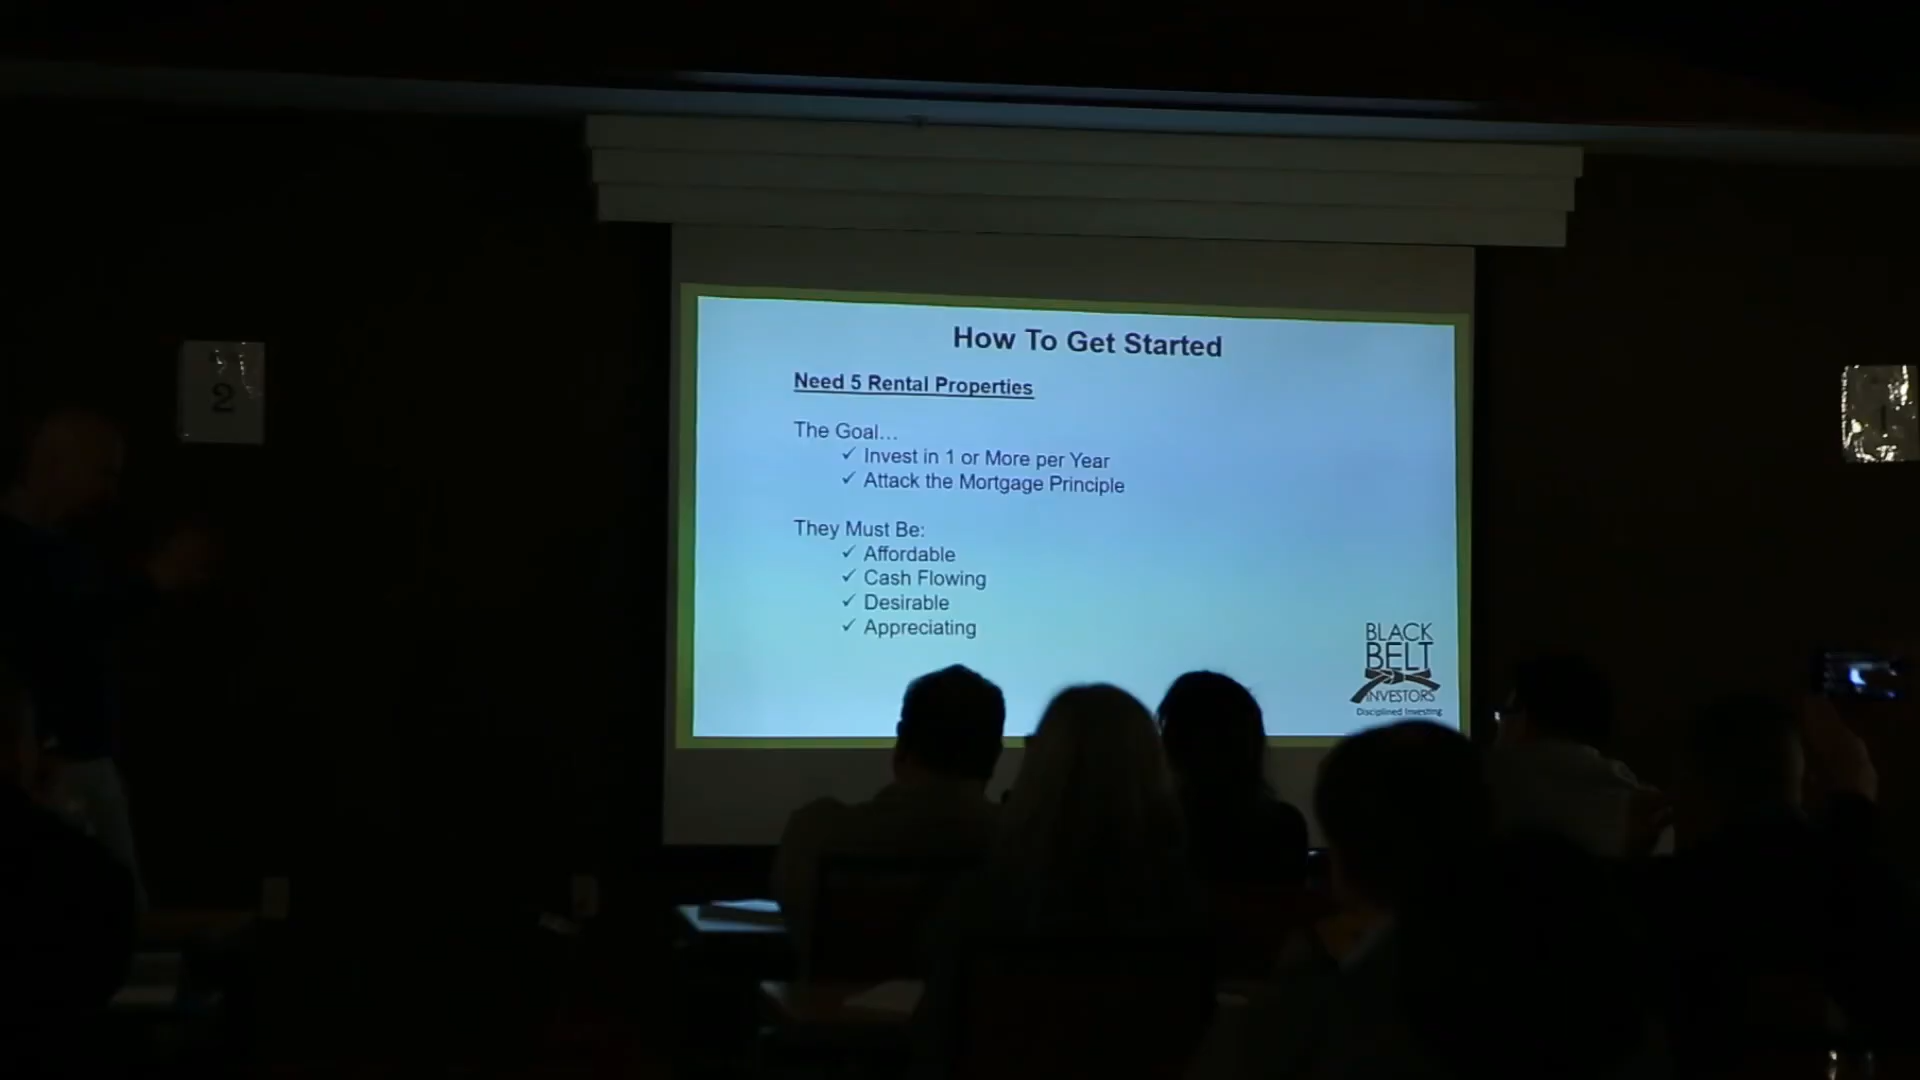 How To Get Started
Need 5 Rental Properties
The Goal...
✓ Invest in 1 or More per Year
✓ Attack the Mortgage Principle
They Must Be:
✓ Affordable
✓ Cash Flowing
✓ Desirable
✓ Appreciating
BLACK
BELT
INVESTORS
Disciplined Investing
2
1